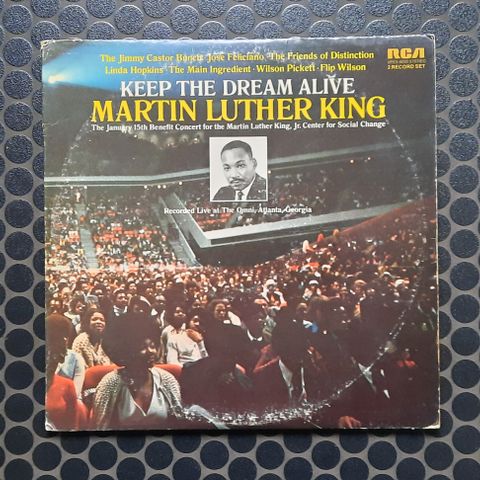 The Jimmy Castor Bunch · Jose Feliciano · The Friends of Distinction
Linda Hopkins · The Main Ingredient · Wilson Pickett · Flip Wilson
RCA
STEREO
2 RECORD SET
KEEP THE DREAM ALIVE
MARTIN LUTHER KING
The January 15th Benefit Concert for the Martin Luther King, Jr. Center for Social Change
Recorded Live at The Omni, Atlanta, Georgia